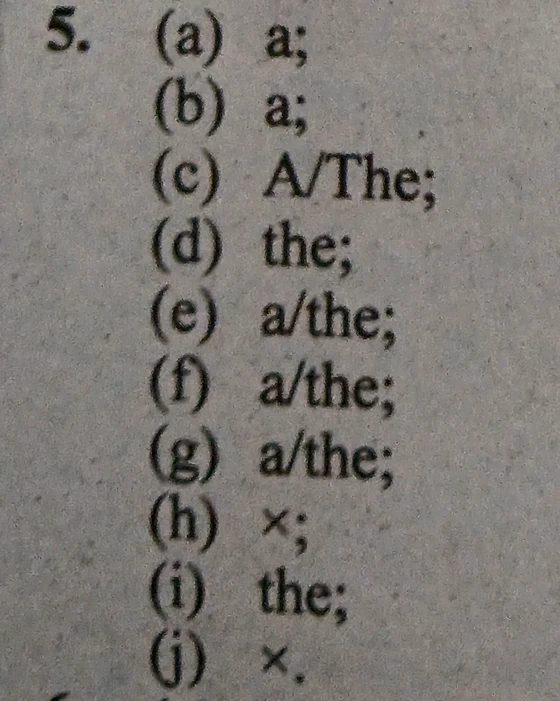 5. (a) a;
(b) a;
(c) A/The;
(d) the;
(e) a/the;
(f) a/the;
(g) a/the;
(h) ×;
(i) the;
(j) ×.